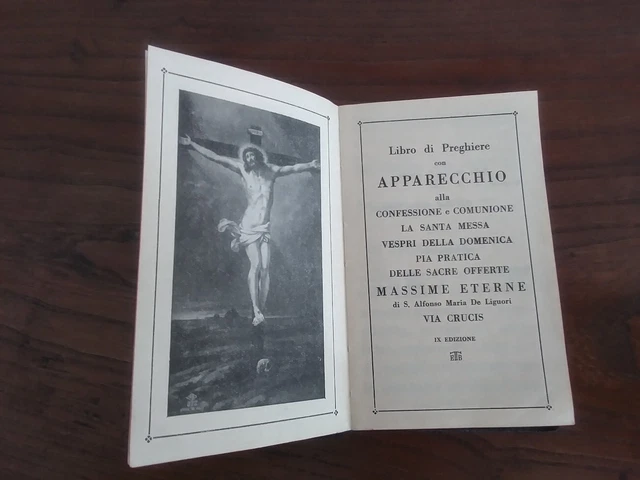 Libro di Preghiere
con
APPARECCHIO
alla
CONFESSIONE e COMUNIONE
LA SANTA MESSA
VESPRI DELLA DOMENICA
PIA PRATICA
DELLE SACRE OFFERTE
MASSIME ETERNE
di S. Alfonso Maria De Liguori
VIA CRUCIS
IX EDIZIONE